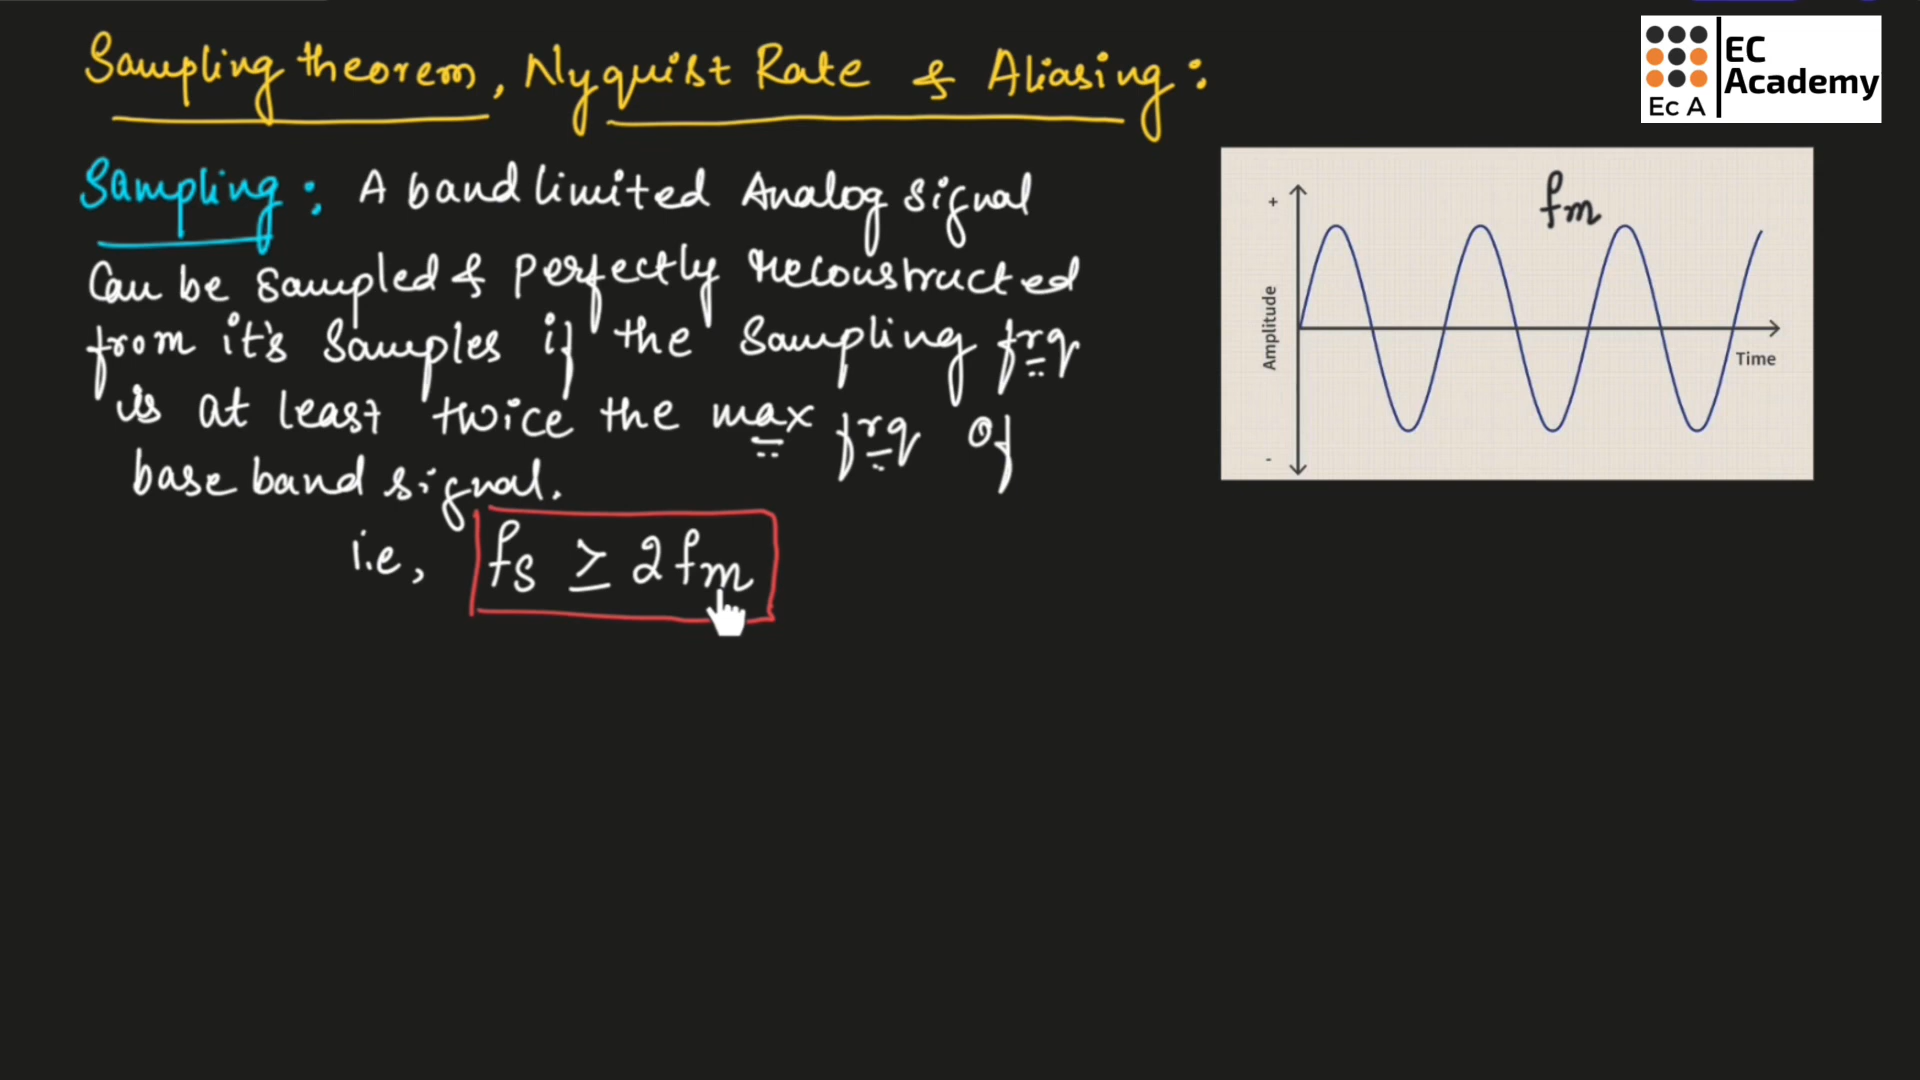 Sampling theorem, Nyquist Rate & Aliasing:
EC
Academy
Ec A
Sampling: A band limited Analog signal
Can be sampled & perfectly reconstructed
from it's samples if the sampling frq
is at least twice the max frq of
base band signal.
i.e, fs ≥ 2fm
fm
+
Amplitude
Time
-